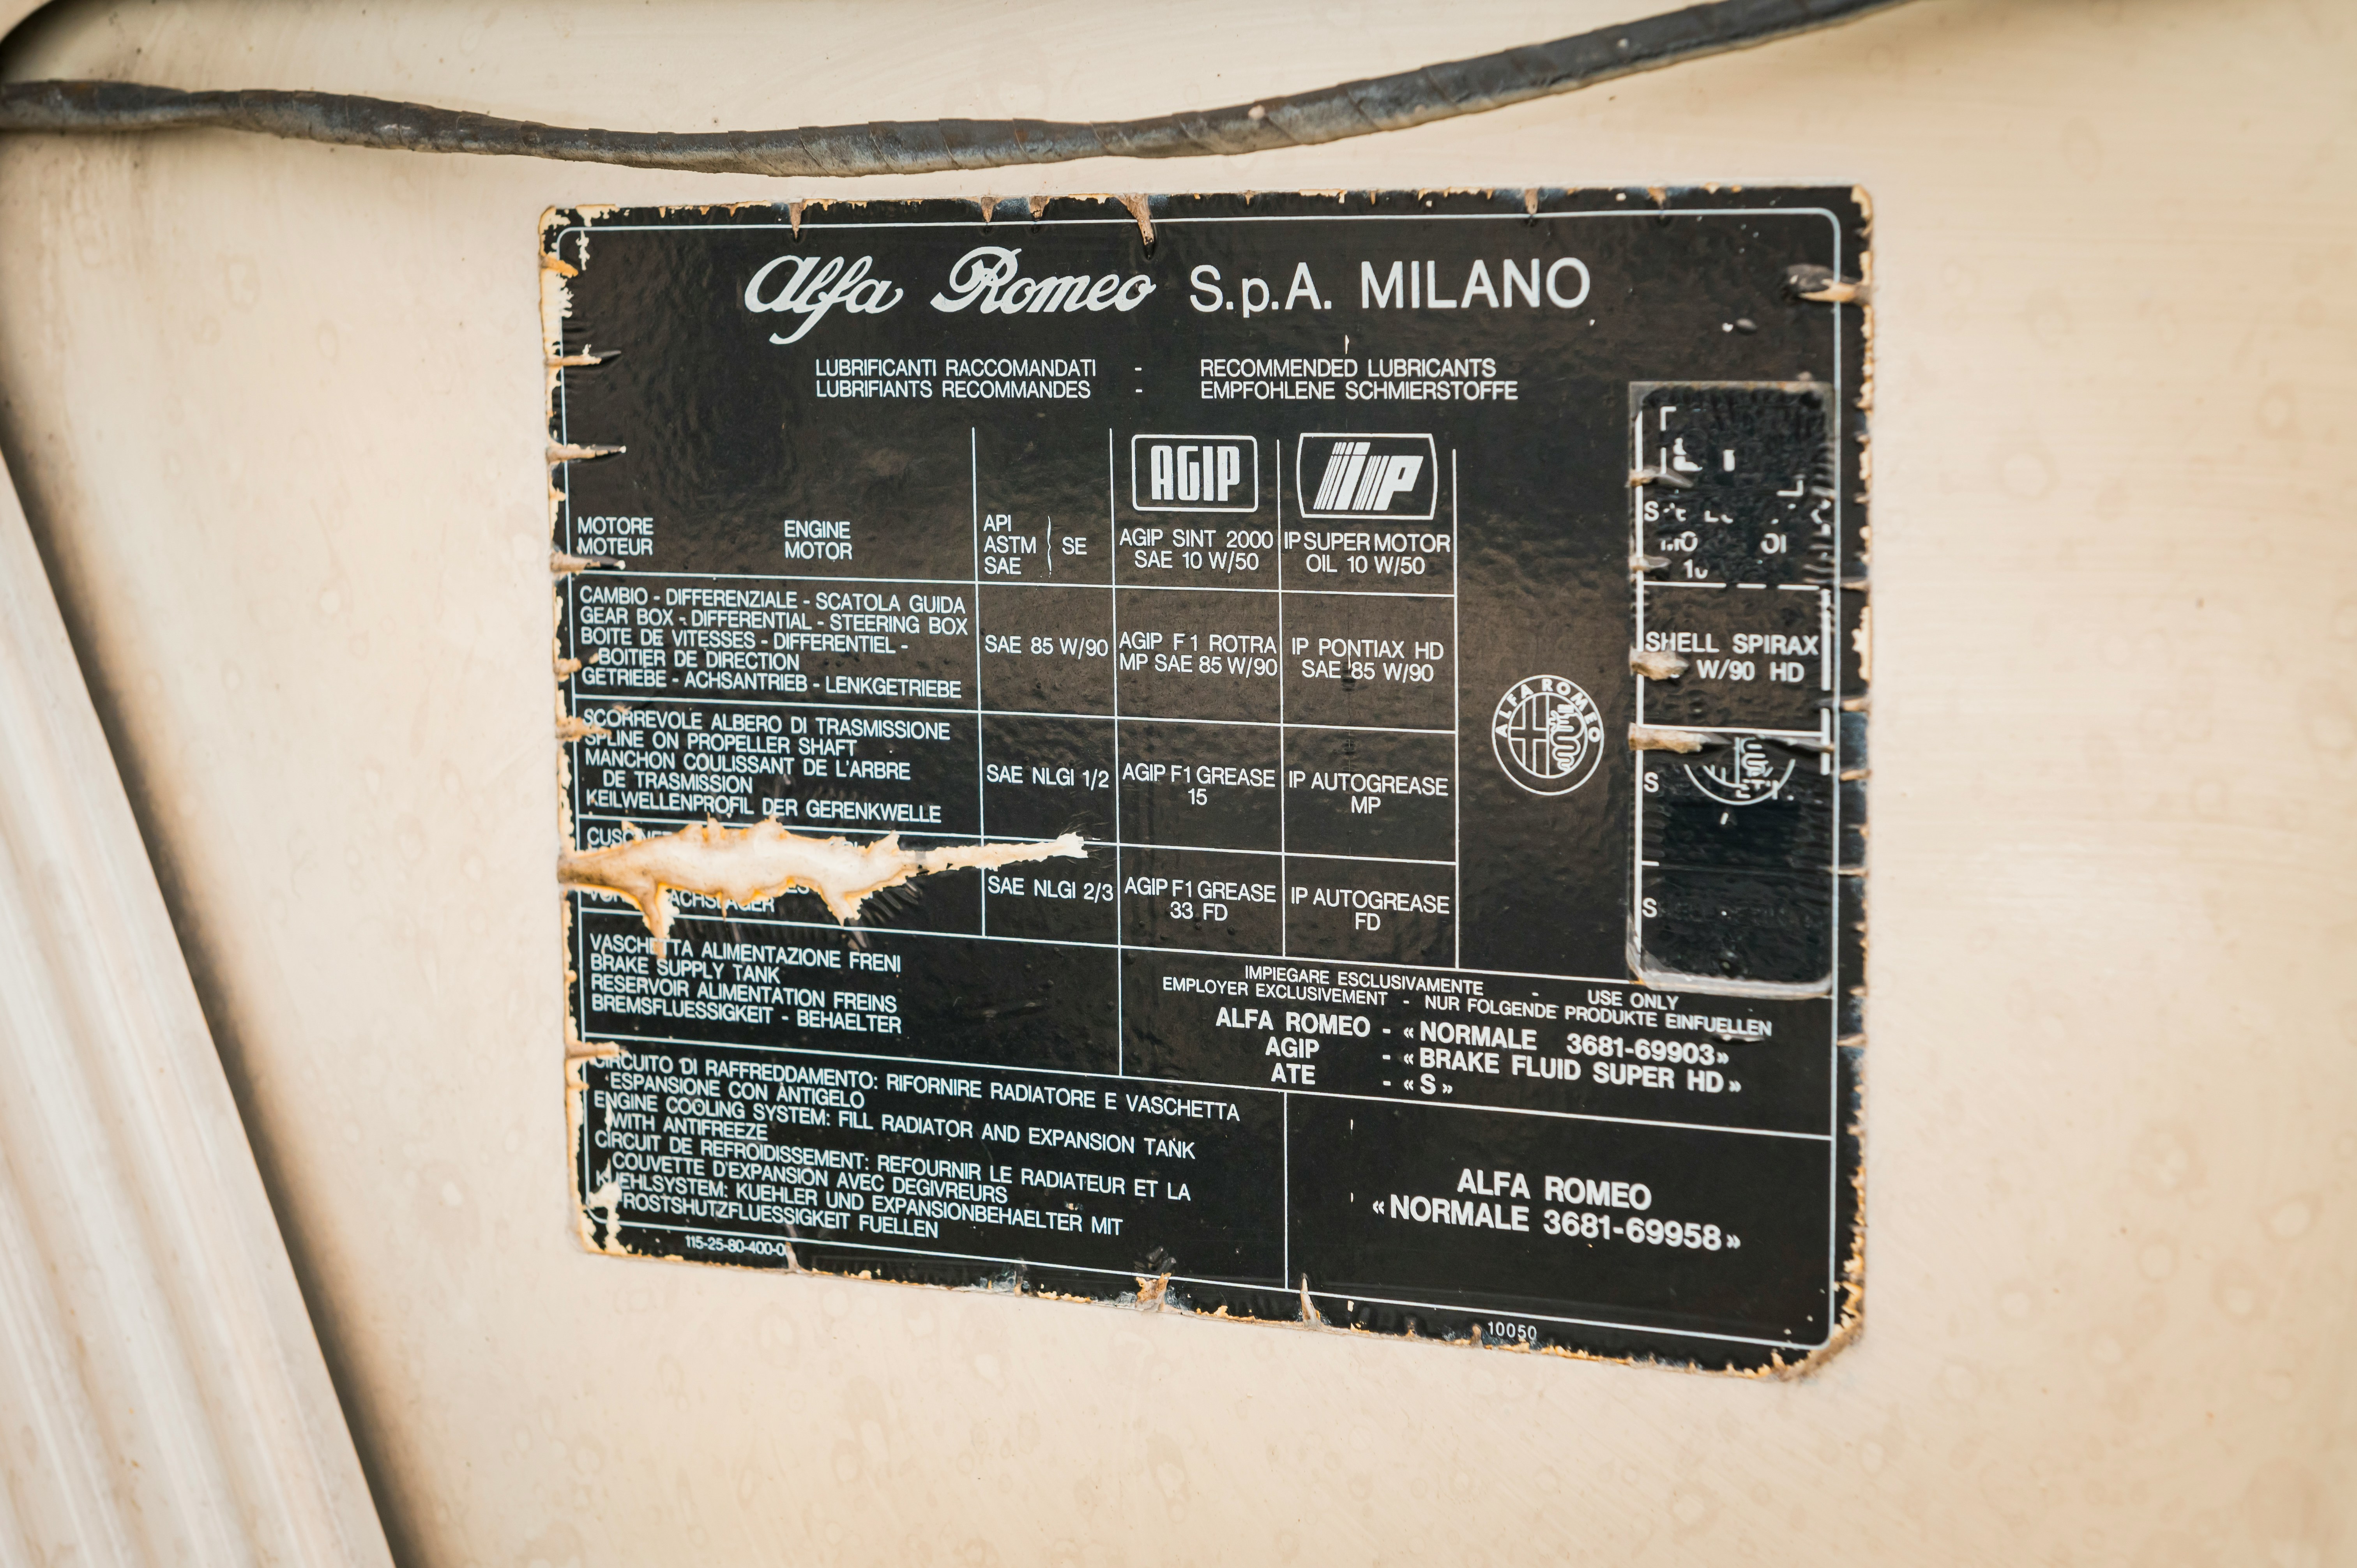 Alfa Romeo S.p.A. MILANO
LUBRIFICANTI RACCOMANDATI - RECOMMENDED LUBRICANTS
LUBRIFIANTS RECOMMANDES - EMPFOHLENE SCHMIERSTOFFE
AGIP
IP
MOTORE ENGINE
MOTEUR MOTOR
API
ASTM SE
SAE
AGIP SINT 2000
SAE 10 W/50
IP SUPER MOTOR
OIL 10 W/50
CAMBIO - DIFFERENZIALE - SCATOLA GUIDA
GEAR BOX - DIFFERENTIAL - STEERING BOX
BOITE DE VITESSES - DIFFERENTIEL -
BOITIER DE DIRECTION
GETRIEBE - ACHSANTRIEB - LENKGETRIEBE
SAE 85 W/90
AGIP F 1 ROTRA
MP SAE 85 W/90
IP PONTIAX HD
SAE 85 W/90
SHELL SPIRAX
W/90 HD
ALFA ROMEO
SCORREVOLE ALBERO DI TRASMISSIONE
SPLINE ON PROPELLER SHAFT
MANCHON COULISSANT DE L'ARBRE
DE TRASMISSION
KEILWELLENPROFIL DER GERENKWELLE
SAE NLGI 1/2
AGIP F1 GREASE
15
IP AUTOGREASE
MP
SAE NLGI 2/3
AGIP F1 GREASE
33 FD
IP AUTOGREASE
FD
VASCHETTA ALIMENTAZIONE FRENI
BRAKE SUPPLY TANK
RESERVOIR ALIMENTATION FREINS
BREMSFLUESSIGKEIT - BEHAELTER
IMPIEGARE ESCLUSIVAMENTE - USE ONLY
EMPLOYER EXCLUSIVEMENT - NUR FOLGENDE PRODUKTE EINFUELLEN
ALFA ROMEO - «NORMALE 3681-69903»
AGIP - «BRAKE FLUID SUPER HD»
ATE - «S»
CIRCUITO DI RAFFREDDAMENTO: RIFORNIRE RADIATORE E VASCHETTA
ESPANSIONE CON ANTIGELO
ENGINE COOLING SYSTEM: FILL RADIATOR AND EXPANSION TANK
WITH ANTIFREEZE
CIRCUIT DE REFROIDISSEMENT: REFOURNIR LE RADIATEUR ET LA
COUVETTE D'EXPANSION AVEC DEGIVREURS
KUEHLSYSTEM: KUEHLER UND EXPANSIONBEHAELTER MIT
FROSTSHUTZFLUESSIGKEIT FUELLEN
ALFA ROMEO
«NORMALE 3681-69958»
115-25-80-400-0
10050